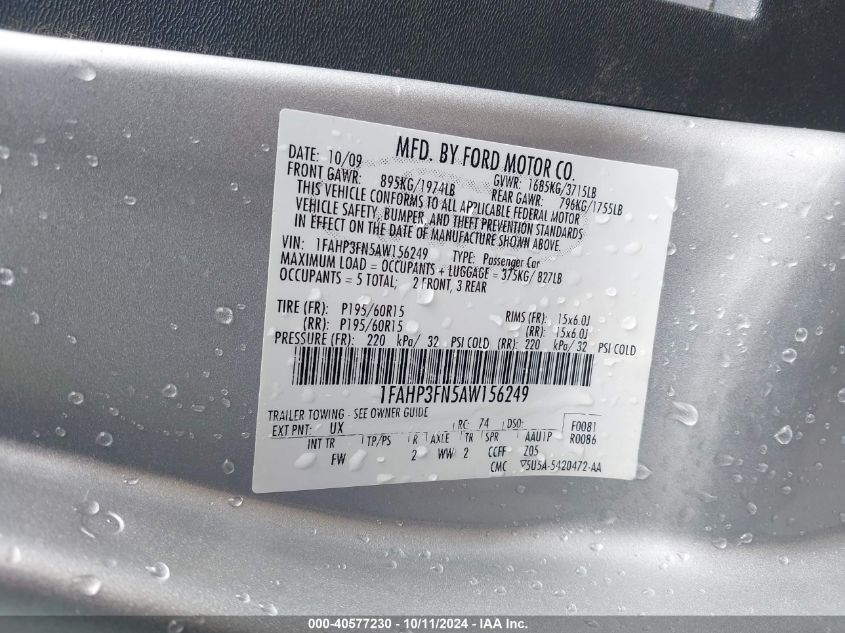 MFD. BY FORD MOTOR CO.
DATE: 10/09 GVWR: 1685KG/3715LB
FRONT GAWR: 895KG/1974LB REAR GAWR: 796KG/1755LB
THIS VEHICLE CONFORMS TO ALL APPLICABLE FEDERAL MOTOR
VEHICLE SAFETY, BUMPER, AND THEFT PREVENTION STANDARDS
IN EFFECT ON THE DATE OF MANUFACTURE SHOWN ABOVE.
VIN: 1FAHP3FN5AW156249 TYPE: Passenger Car
MAXIMUM LOAD = OCCUPANTS + LUGGAGE = 375KG/ 827LB
OCCUPANTS = 5 TOTAL; 2 FRONT, 3 REAR
TIRE (FR): P195/60R15 RIMS (FR): 15x6.0J
(RR): P195/60R15 (RR): 15x6.0J
PRESSURE (FR): 220 kPa/ 32 PSI COLD (RR): 220 kPa/ 32 PSI COLD
1FAHP3FN5AW156249
TRAILER TOWING - SEE OWNER GUIDE
EXT PNT: UX RC: 74 DSO: F0081
R0086
INT TR TP/PS R AXLE TR SPR AAU1P
FW 2 WW 2 CCFF Z05
CMC 5U5A-5420472-AA
000-40577230 - 10/11/2024 - IAA Inc.